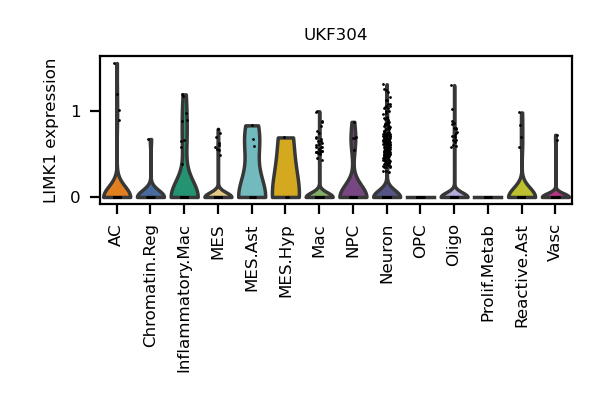 UKF304
LIMK1 expression
1
0
AC
Chromatin.Reg
Inflammatory.Mac
MES
MES.Ast
MES.Hyp
Mac
NPC
Neuron
OPC
Oligo
Prolif.Metab
Reactive.Ast
Vasc